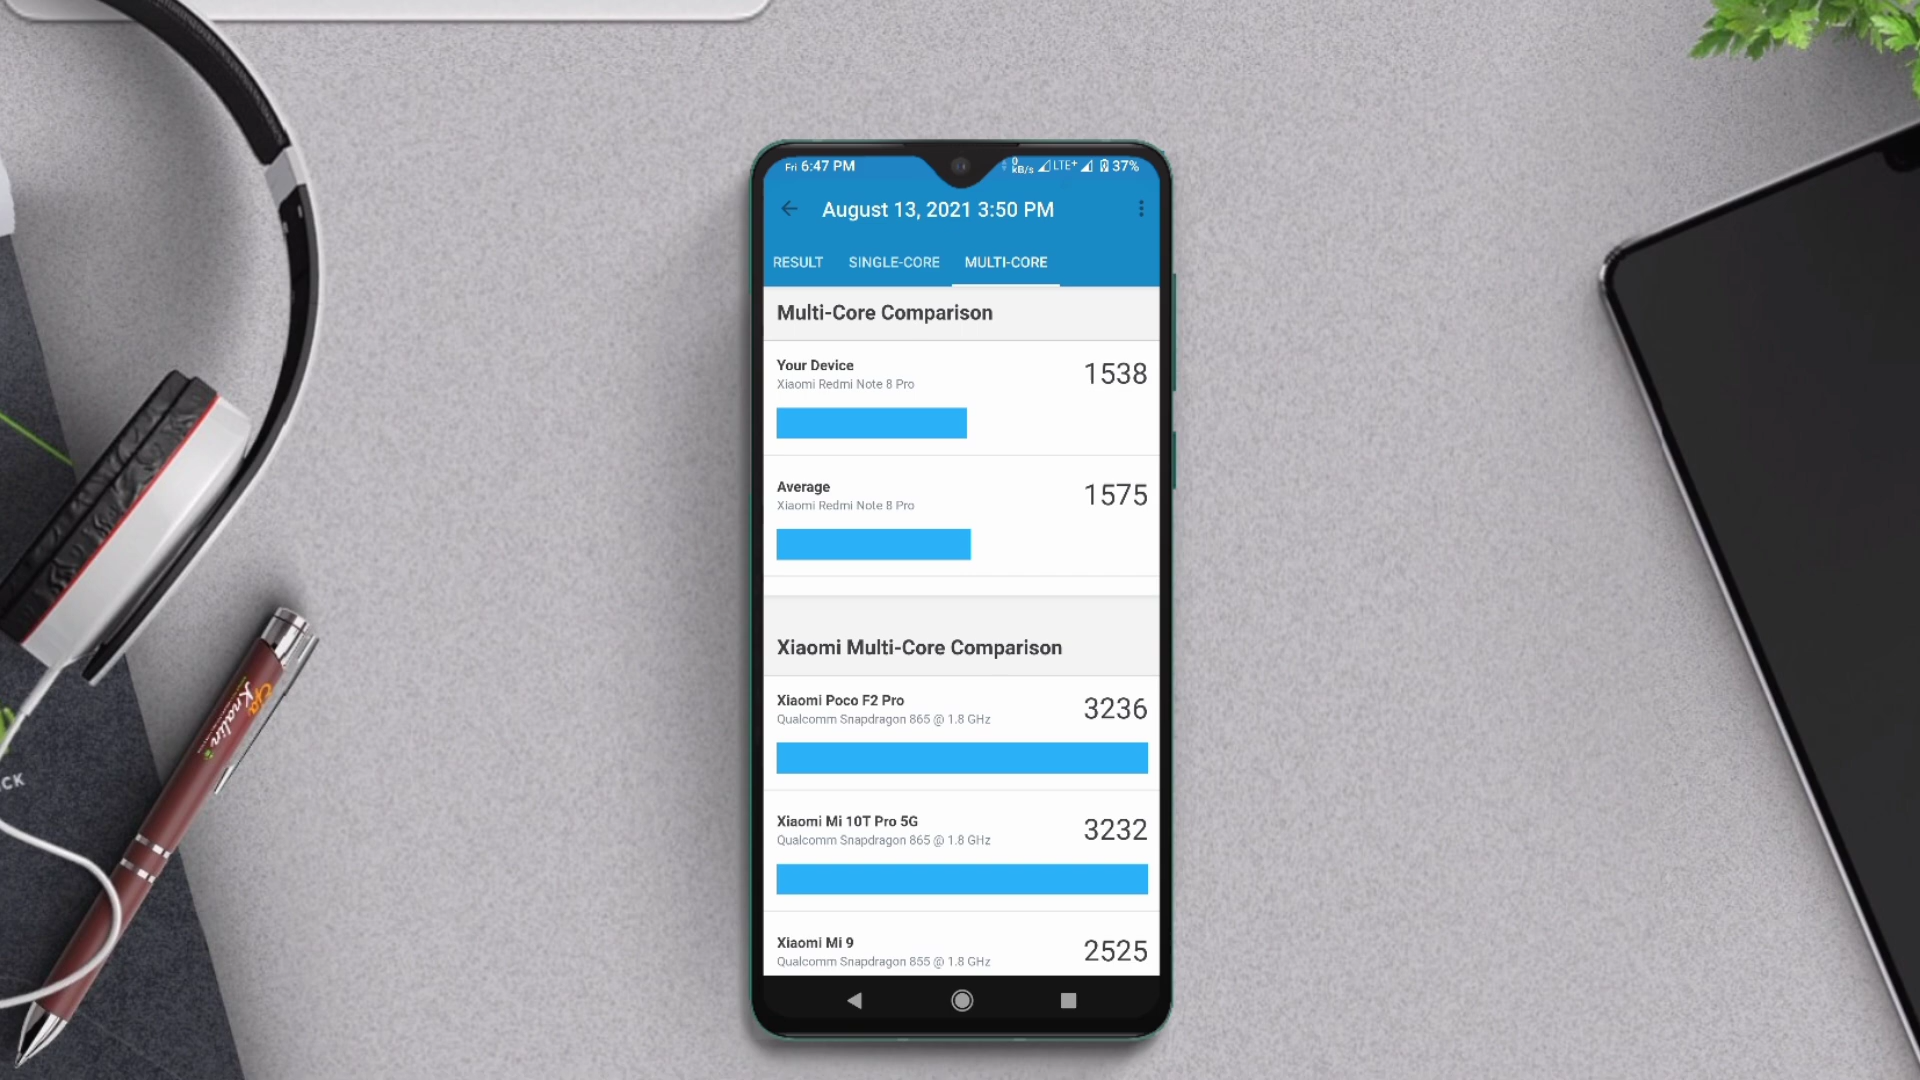 Fri 6:47 PM
0 kB/s LTE+ 37%
August 13, 2021 3:50 PM
RESULT SINGLE-CORE MULTI-CORE
Multi-Core Comparison
Your Device 1538
Xiaomi Redmi Note 8 Pro
Average 1575
Xiaomi Redmi Note 8 Pro
Xiaomi Multi-Core Comparison
Xiaomi Poco F2 Pro 3236
Qualcomm Snapdragon 865 @ 1.8 GHz
Xiaomi Mi 10T Pro 5G 3232
Qualcomm Snapdragon 865 @ 1.8 GHz
Xiaomi Mi 9 2525
Qualcomm Snapdragon 855 @ 1.8 GHz
CK